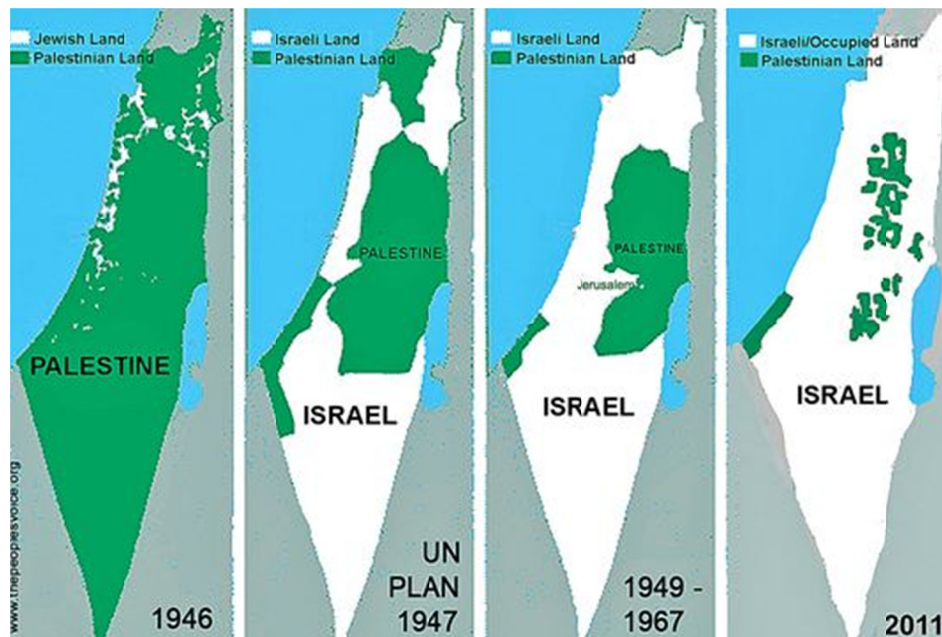 Jewish Land
Palestinian Land
PALESTINE
www.thepeoplesvoice.org
1946
Israeli Land
Palestinian Land
PALESTINE
ISRAEL
UN
PLAN
1947
Israeli Land
Palestinian Land
PALESTINE
Jerusalem
ISRAEL
1949 -
1967
Israeli/Occupied Land
Palestinian Land
ISRAEL
2011